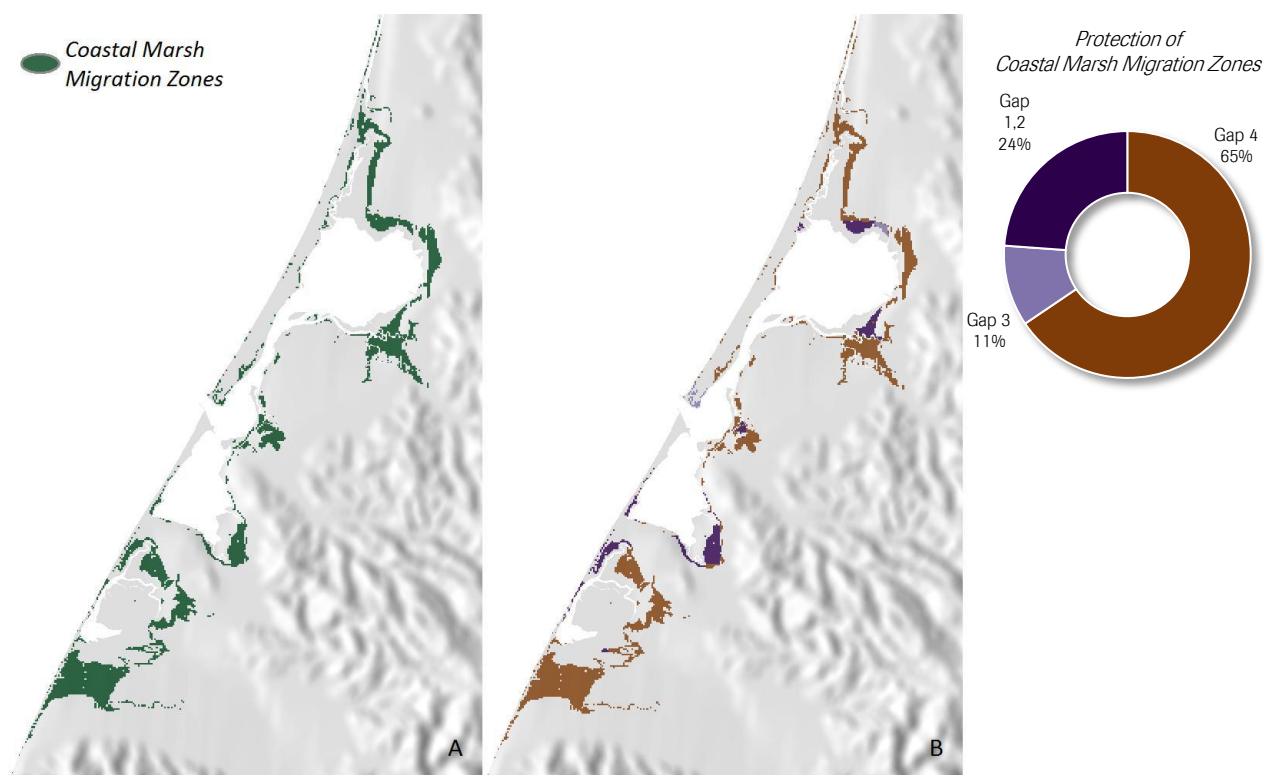 Coastal Marsh
Migration Zones
A
B
Protection of
Coastal Marsh Migration Zones
Gap
1,2
24%
Gap 4
65%
Gap 3
11%